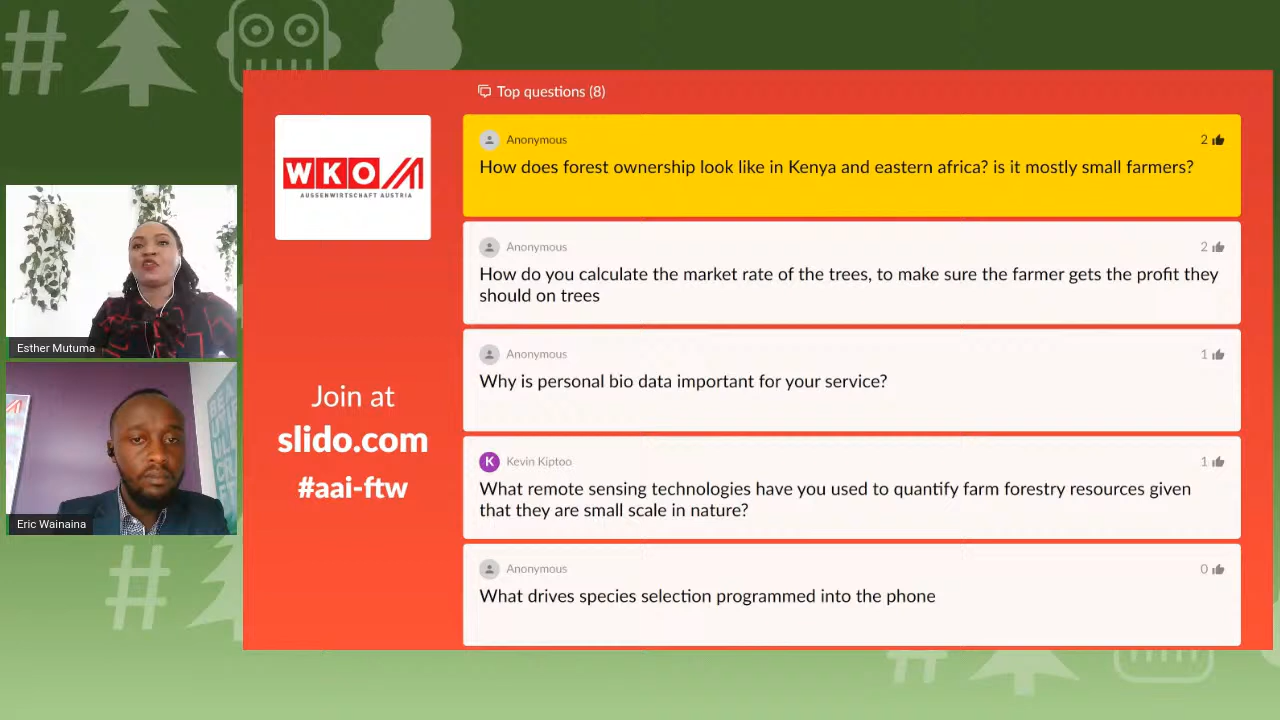 #
Top questions (8)
WKO
AUSSENWIRTSCHAFT AUSTRIA
Anonymous
2
How does forest ownership look like in Kenya and eastern africa? is it mostly small farmers?
Anonymous
2
How do you calculate the market rate of the trees, to make sure the farmer gets the profit they
should on trees
Esther Mutuma
Anonymous
1
Why is personal bio data important for your service?
Join at
slido.com
#aai-ftw
K
Kevin Kiptoo
1
What remote sensing technologies have you used to quantify farm forestry resources given
that they are small scale in nature?
Eric Wainaina
Anonymous
0
What drives species selection programmed into the phone
#
#